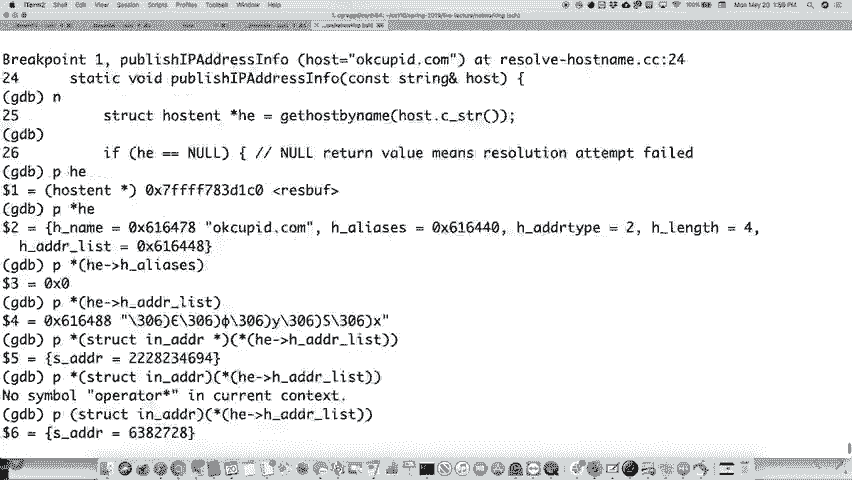 iTerm2 Shell Edit View Session Scripts Profiles Toolbelt Window Help
100% Mon May 20 1:59 PM
Breakpoint 1, publishIPAddressInfo (host="okcupid.com") at resolve-hostname.cc:24
24 static void publishIPAddressInfo(const string& host) {
(gdb) n
25 struct hostent *he = gethostbyname(host.c_str());
(gdb)
26 if (he == NULL) { // NULL return value means resolution attempt failed
(gdb) p he
$1 = (hostent *) 0x7ffff783d1c0 <resbuf>
(gdb) p *he
$2 = {h_name = 0x616478 "okcupid.com", h_aliases = 0x616440, h_addrtype = 2, h_length = 4,
h_addr_list = 0x616448}
(gdb) p *(he->h_aliases)
$3 = 0x0
(gdb) p *(he->h_addr_list)
$4 = 0x616488 "\306)Є\306)φ\306)y\306)S\306)x"
(gdb) p *(struct in_addr *)(*(he->h_addr_list))
$5 = {s_addr = 2228234694}
(gdb) p *(struct in_addr)(*(he->h_addr_list))
No symbol "operator*" in current context.
(gdb) p (struct in_addr)(*(he->h_addr_list))
$6 = {s_addr = 6382728}